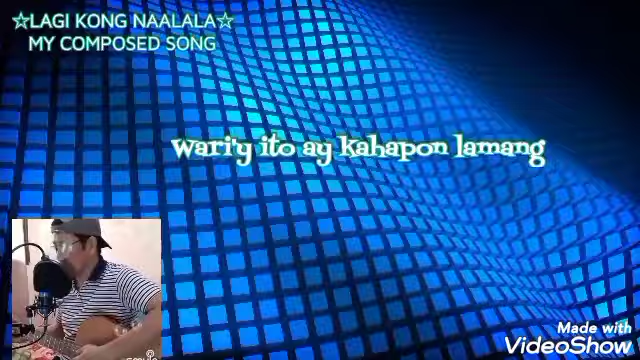 ☆LAGI KONG NAALALA☆
MY COMPOSED SONG
wari'y ito ay kahapon lamang
Made with
VideoShow